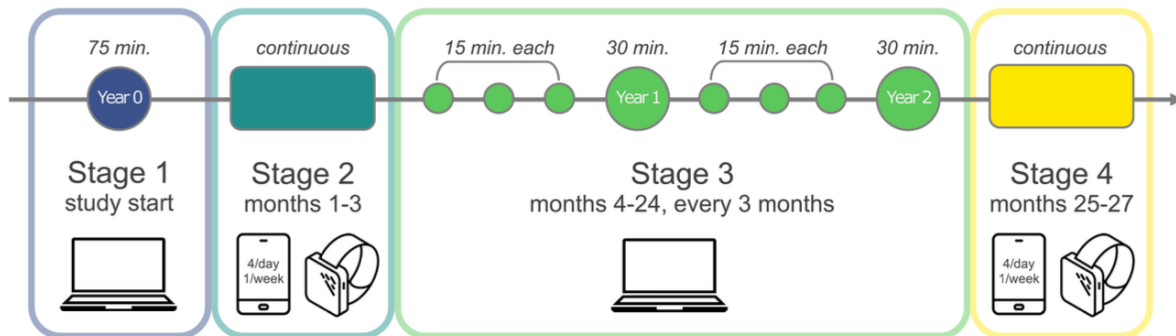 75 min.
Year 0
Stage 1
study start
continuous
Stage 2
months 1-3
4/day
1/week
15 min. each
30 min.
15 min. each
30 min.
Year 1
Year 2
Stage 3
months 4-24, every 3 months
continuous
Stage 4
months 25-27
4/day
1/week